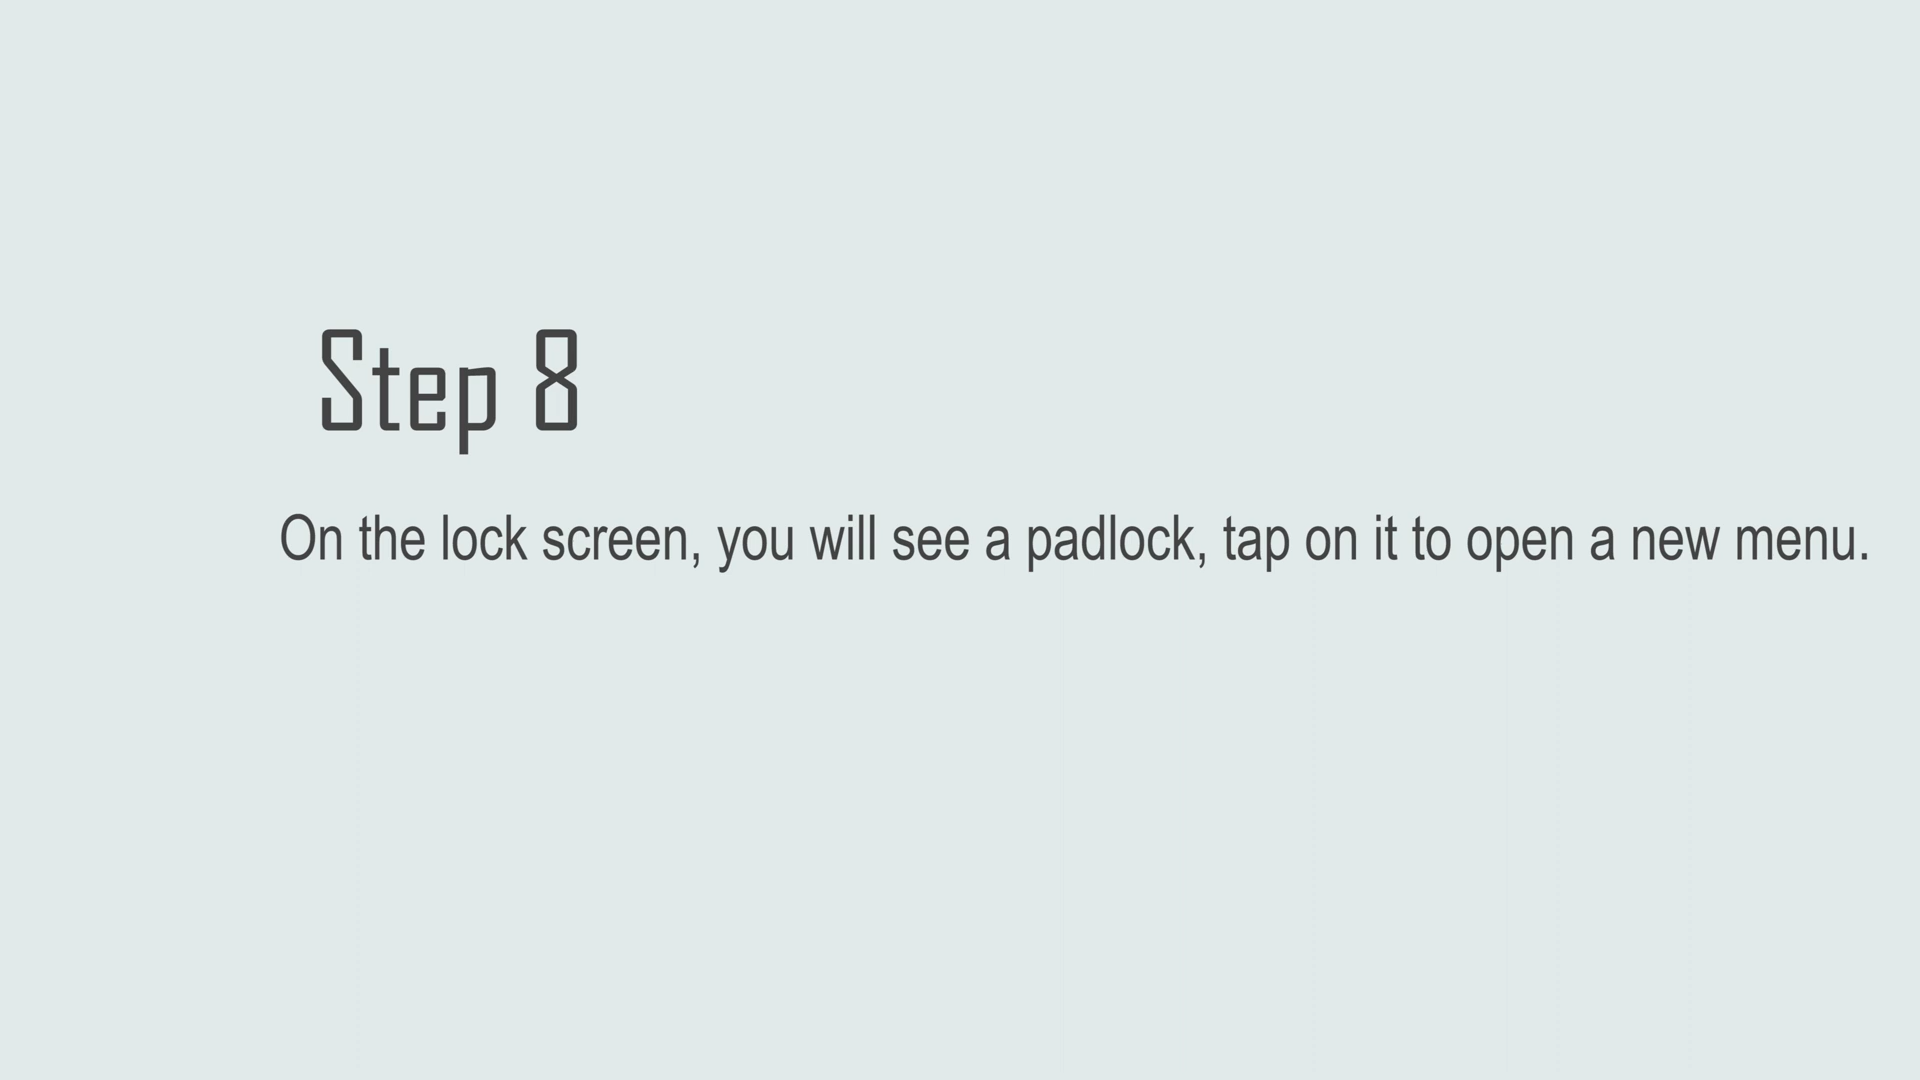 Step 8
On the lock screen, you will see a padlock, tap on it to open a new menu.